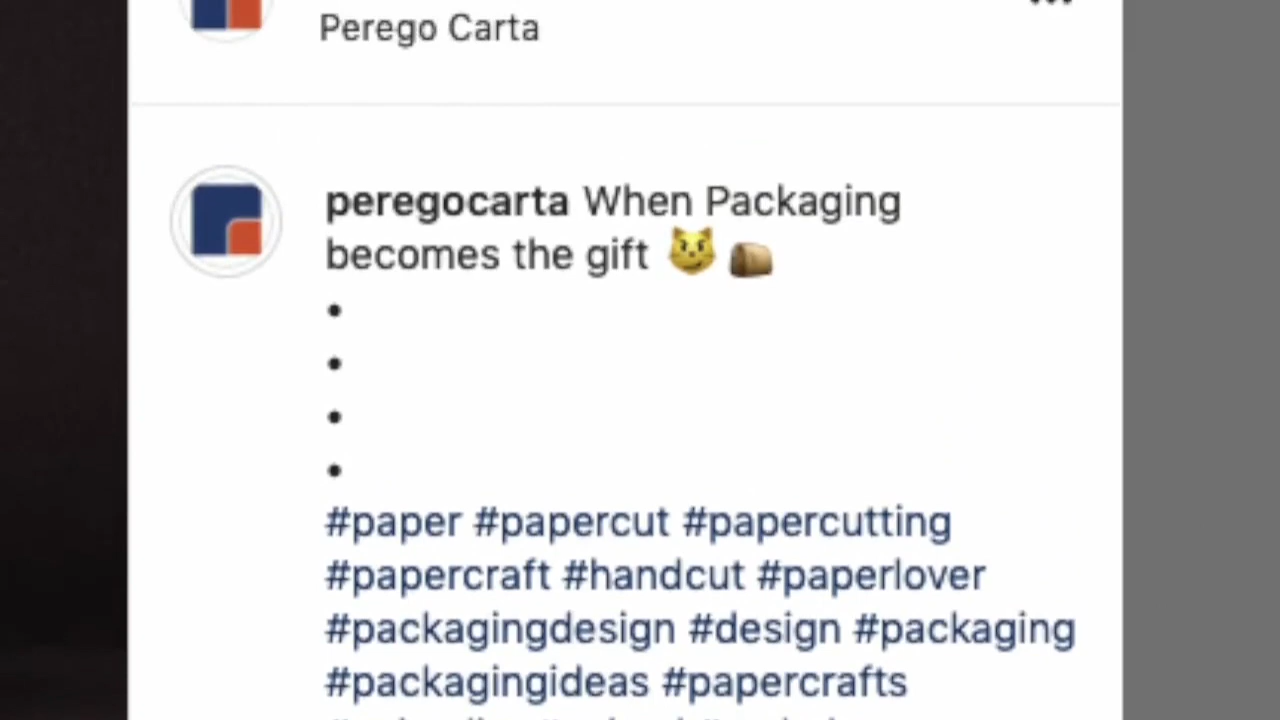 Perego Carta
peregocarta When Packaging
becomes the gift 😼 🍞
•
•
•
•
#paper #papercut #papercutting
#papercraft #handcut #paperlover
#packagingdesign #design #packaging
#packagingideas #papercrafts